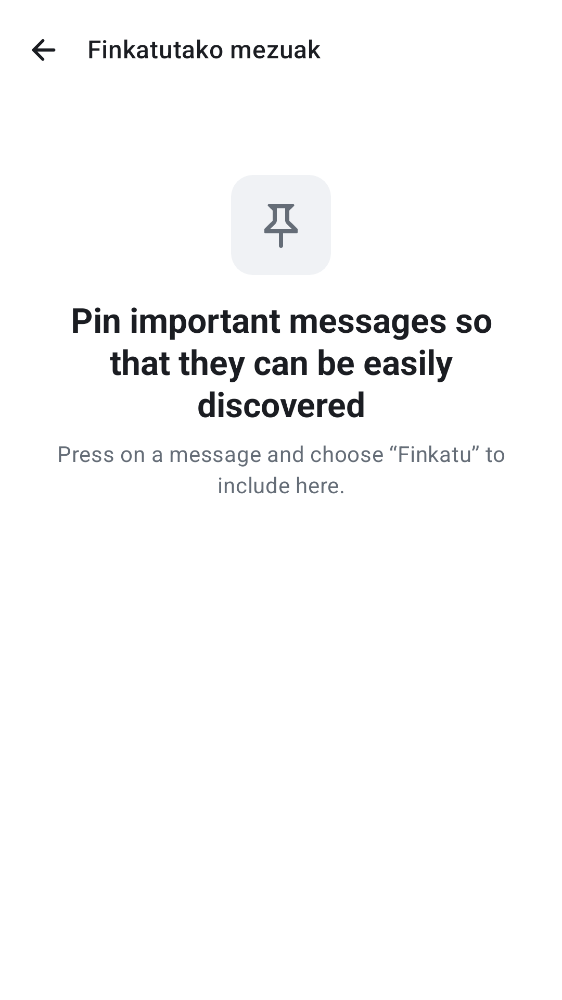 Finkatutako mezuak
Pin important messages so
that they can be easily
discovered
Press on a message and choose “Finkatu” to
include here.